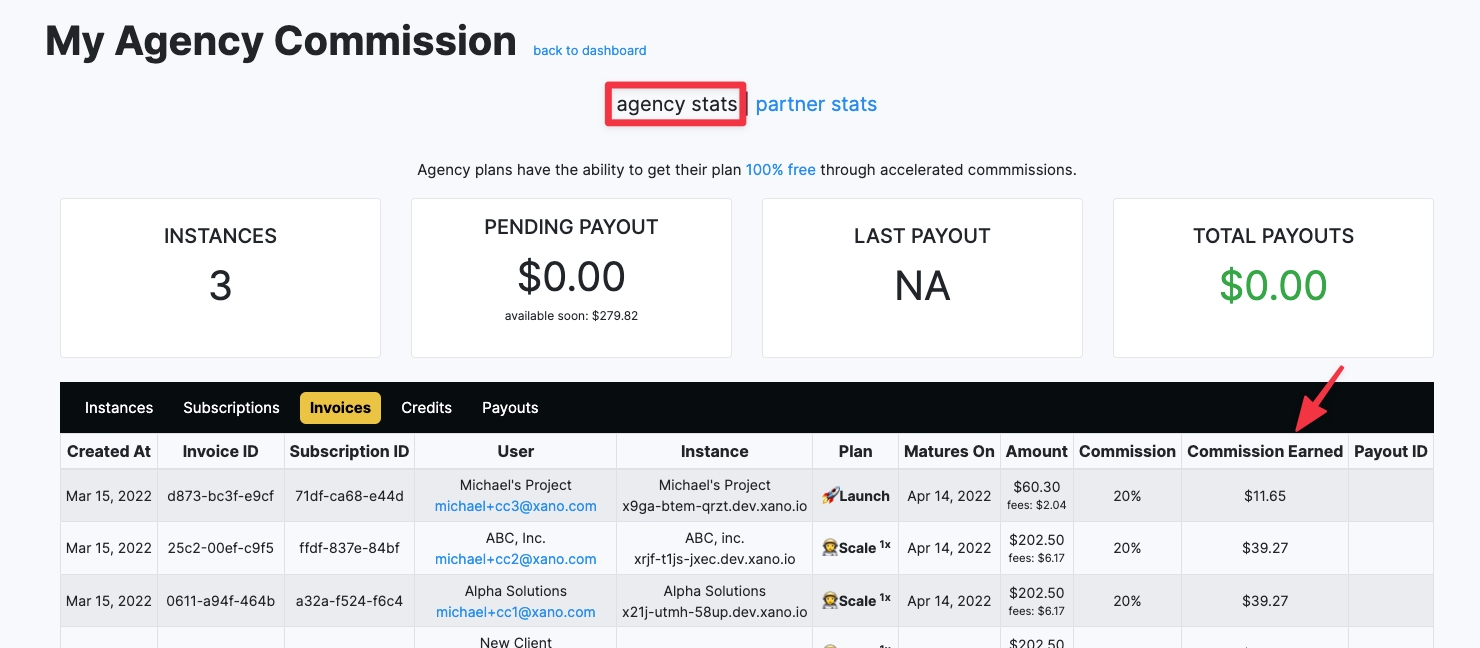 My Agency Commission back to dashboard
agency stats | partner stats
Agency plans have the ability to get their plan 100% free through accelerated commmissions.
INSTANCES
3
PENDING PAYOUT
$0.00
available soon: $279.82
LAST PAYOUT
NA
TOTAL PAYOUTS
$0.00
Instances Subscriptions Invoices Credits Payouts
Created At Invoice ID Subscription ID User Instance Plan Matures On Amount Commission Commission Earned Payout ID
Michael's Project Michael's Project $60.30
Mar 15, 2022 d873-bc3f-e9cf 71df-ca68-e44d 🚀Launch Apr 14, 2022 20% $11.65
michael+cc3@xano.com x9ga-btem-qrzt.dev.xano.io fees: $2.04
ABC, Inc. ABC, inc. $202.50
Mar 15, 2022 25c2-00ef-c9f5 ffdf-837e-84bf Scale 1x Apr 14, 2022 20% $39.27
michael+cc2@xano.com xrjf-t1js-jxec.dev.xano.io fees: $6.17
Alpha Solutions Alpha Solutions $202.50
Mar 15, 2022 0611-a94f-464b a32a-f524-f6c4 Scale 1x Apr 14, 2022 20% $39.27
michael+cc1@xano.com x21j-utmh-58up.dev.xano.io fees: $6.17
New Client $202.50